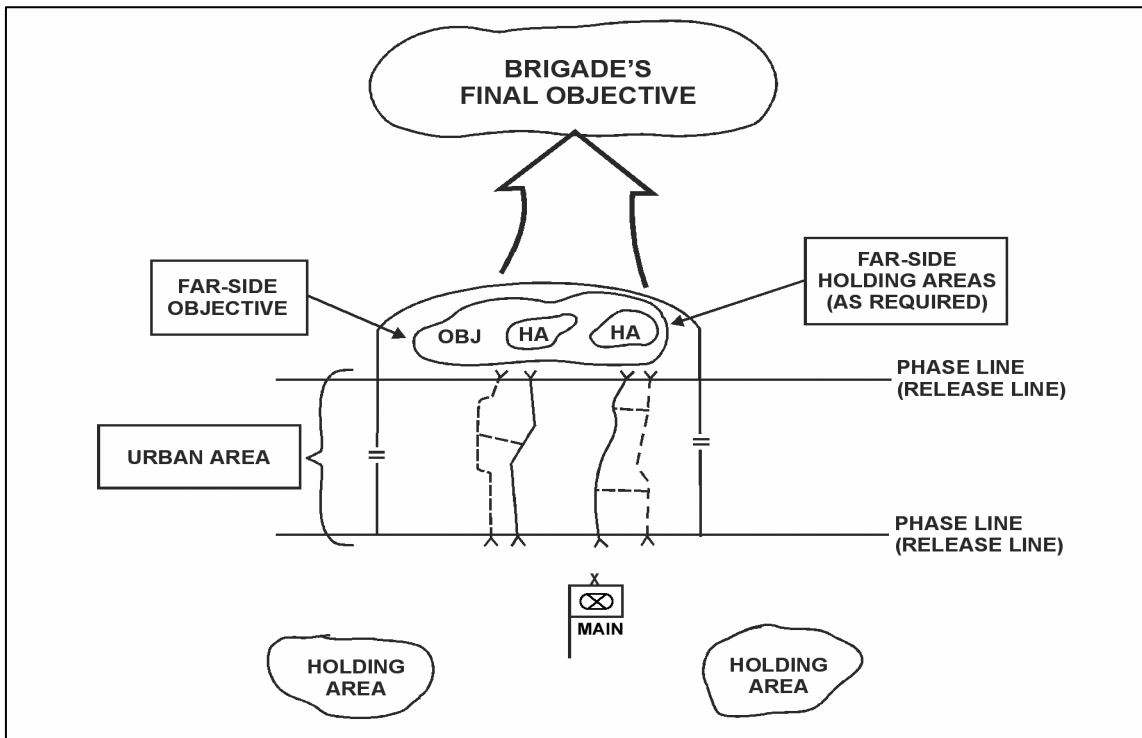 BRIGADE'S
FINAL OBJECTIVE
FAR-SIDE
OBJECTIVE
FAR-SIDE
HOLDING AREAS
(AS REQUIRED)
OBJ
HA
HA
PHASE LINE
(RELEASE LINE)
URBAN AREA
PHASE LINE
(RELEASE LINE)
X
MAIN
HOLDING
AREA
HOLDING
AREA